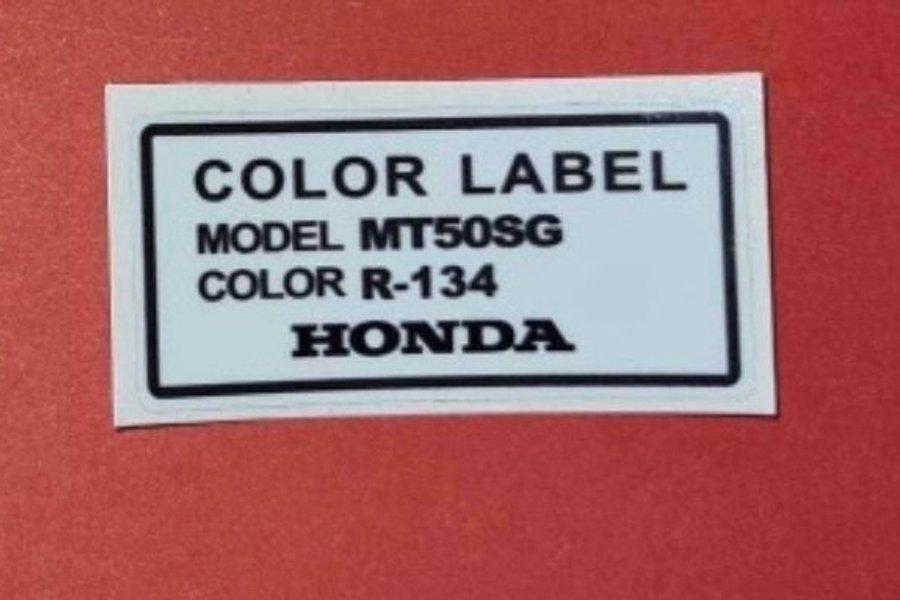 COLOR LABEL
MODEL MT50SG
COLOR R-134
HONDA